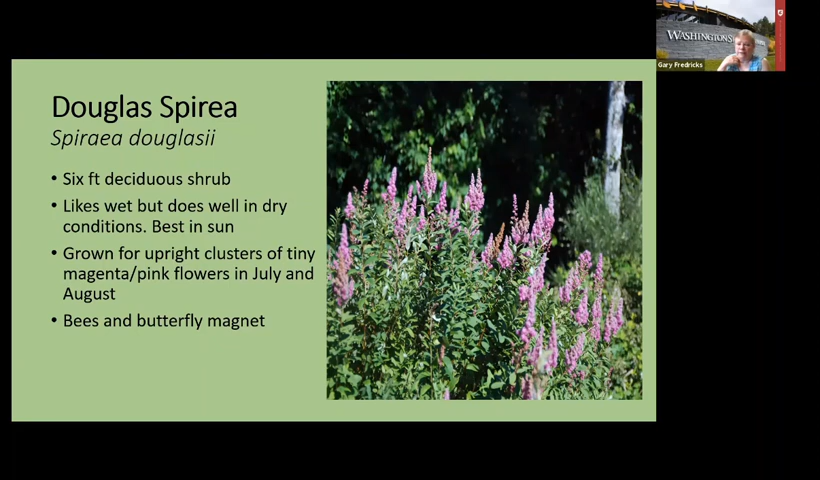 WASHINGTON S
Gary Fredricks
Douglas Spirea
Spiraea douglasii
• Six ft deciduous shrub
• Likes wet but does well in dry
conditions. Best in sun
• Grown for upright clusters of tiny
magenta/pink flowers in July and
August
• Bees and butterfly magnet